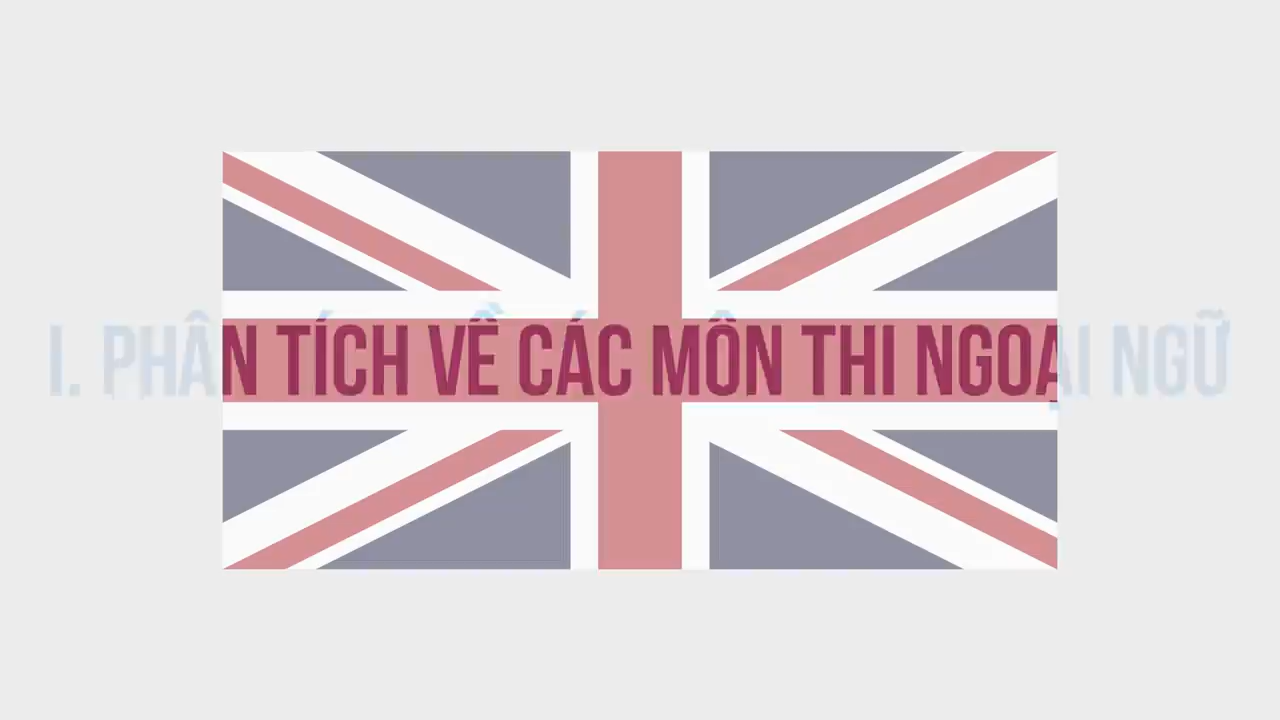 I. PHÂN TÍCH VỀ CÁC MÔN THI NGOẠI NGỮ